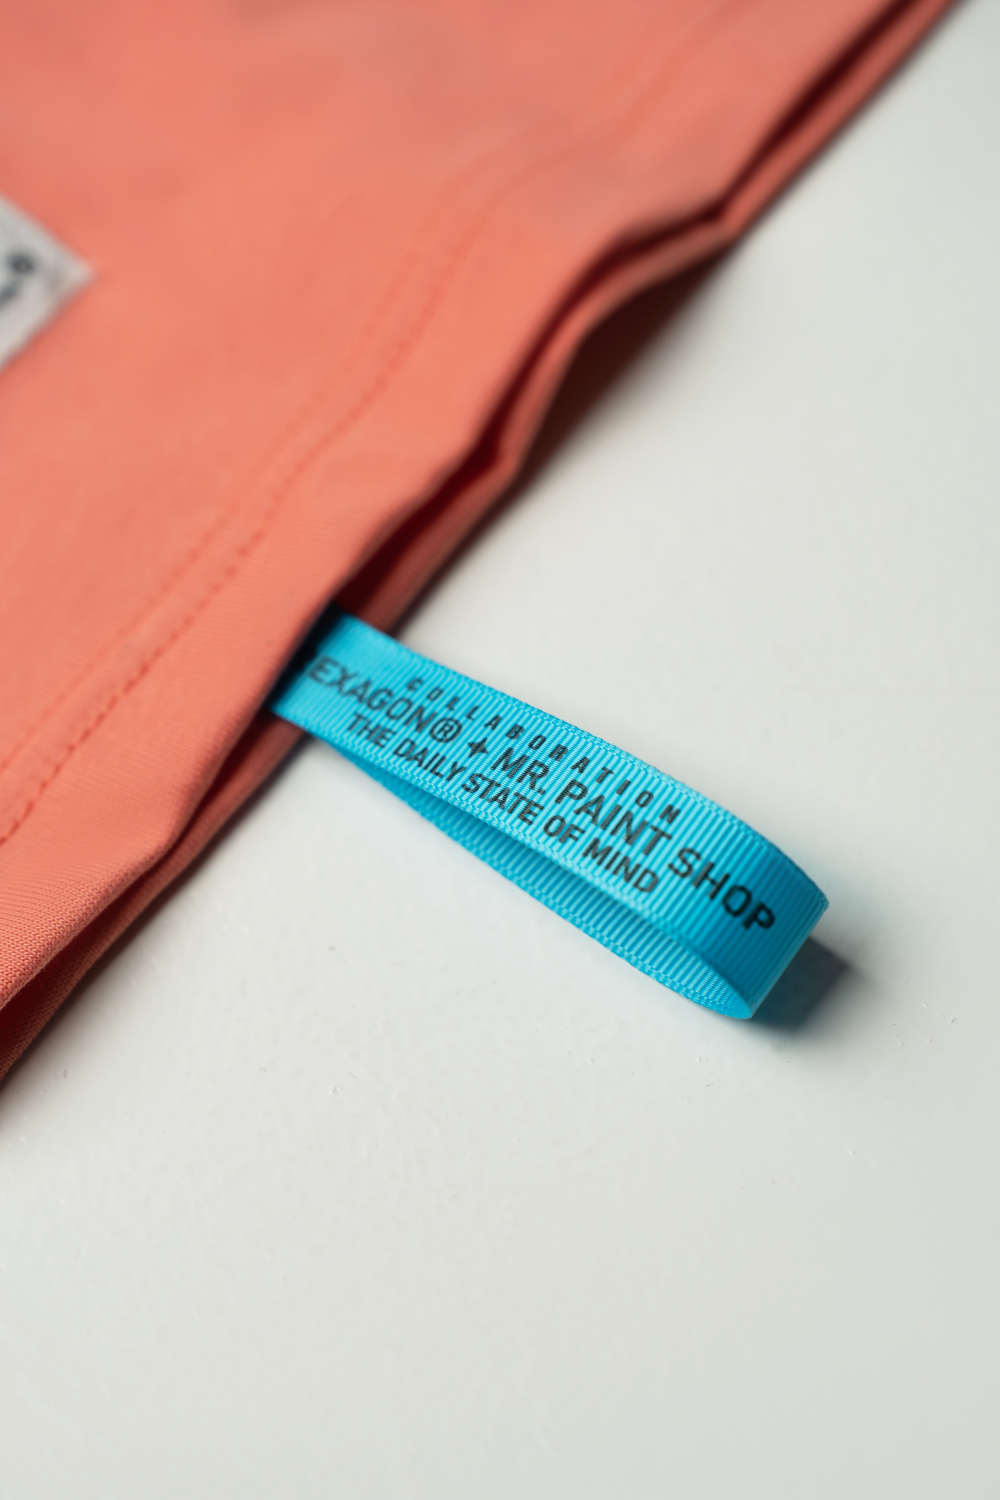 COLLABORATION
EXAGON® ✦ MR. PAINT SHOP
THE DAILY STATE OF MIND